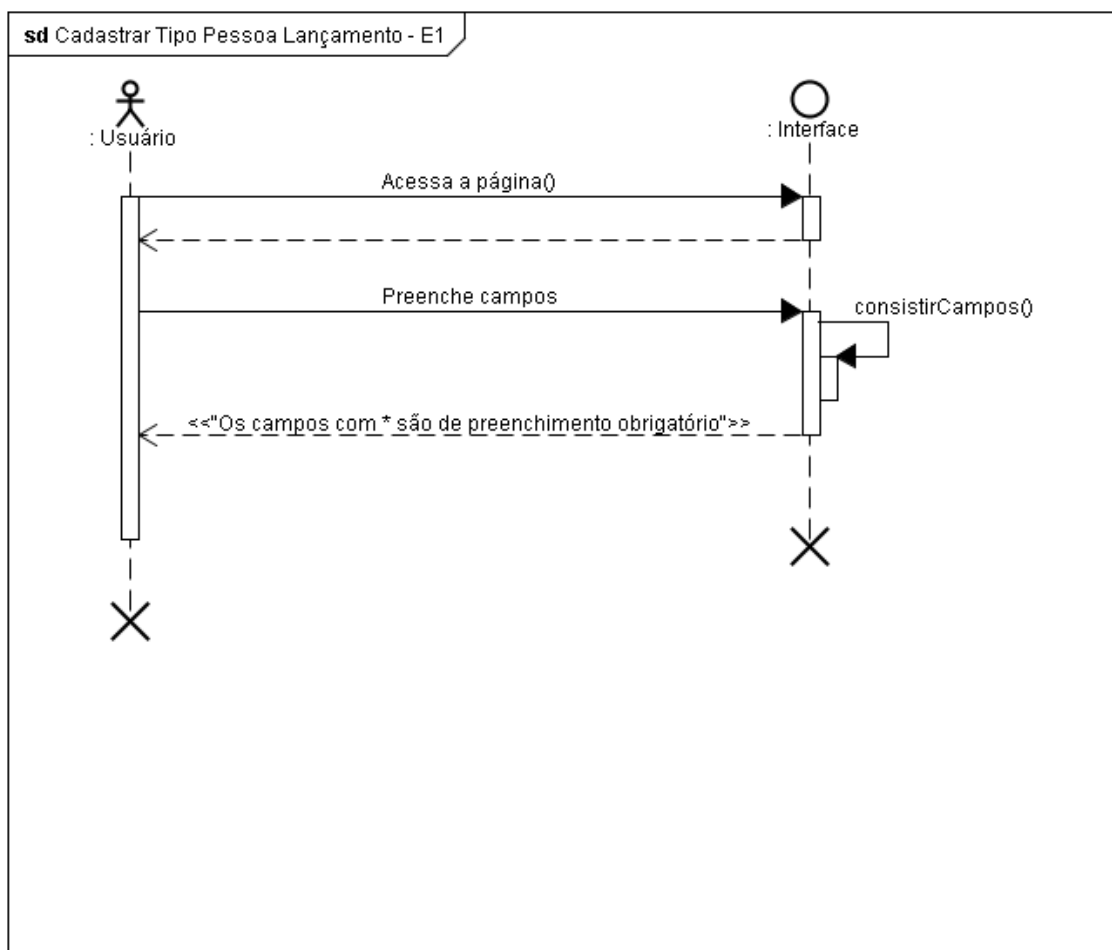 sd Cadastrar Tipo Pessoa Lançamento - E1
: Usuário
: Interface
Acessa a página()
Preenche campos
consistirCampos()
<<"Os campos com * são de preenchimento obrigatório">>